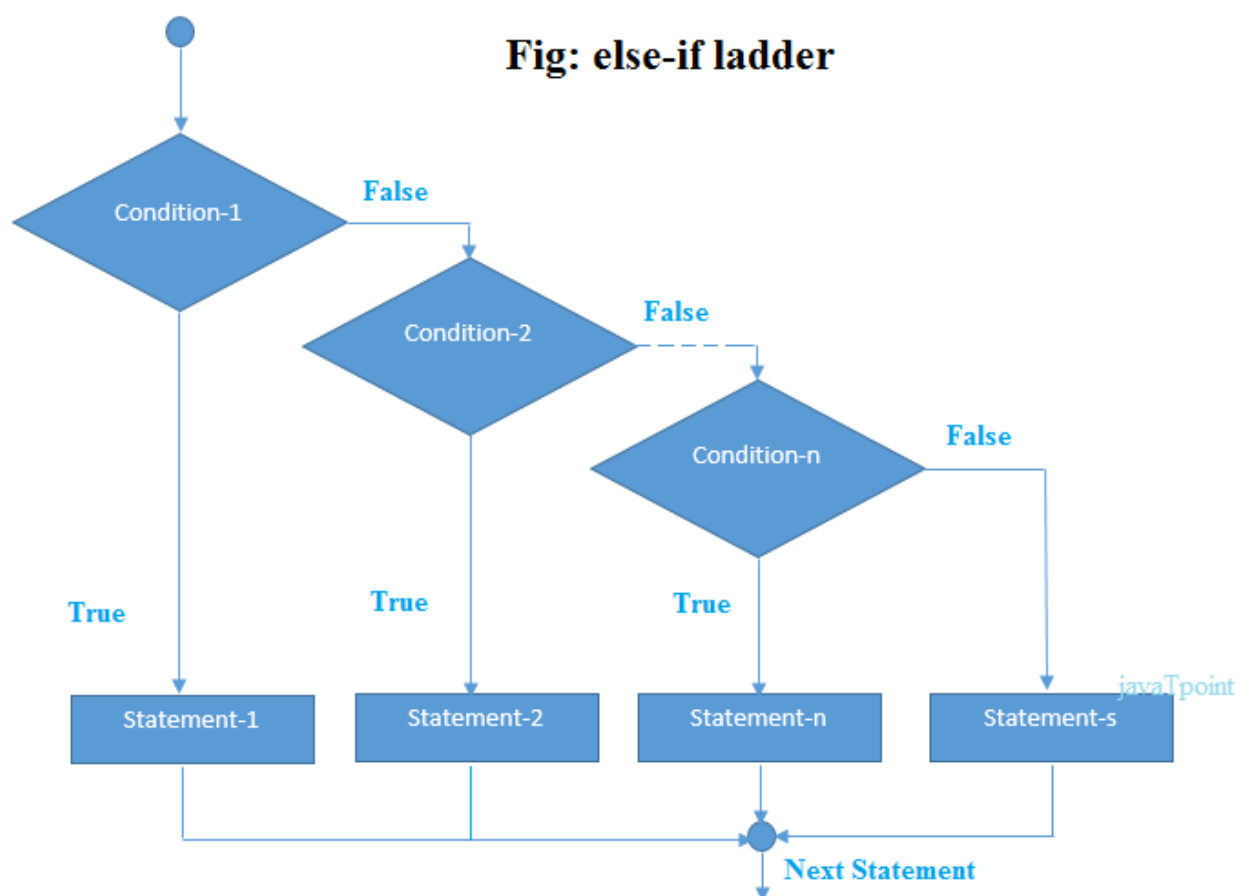 Fig: else-if ladder
Condition-1
False
Condition-2
False
Condition-n
False
True
True
True
Statement-1
Statement-2
Statement-n
Statement-s
javaTpoint
Next Statement